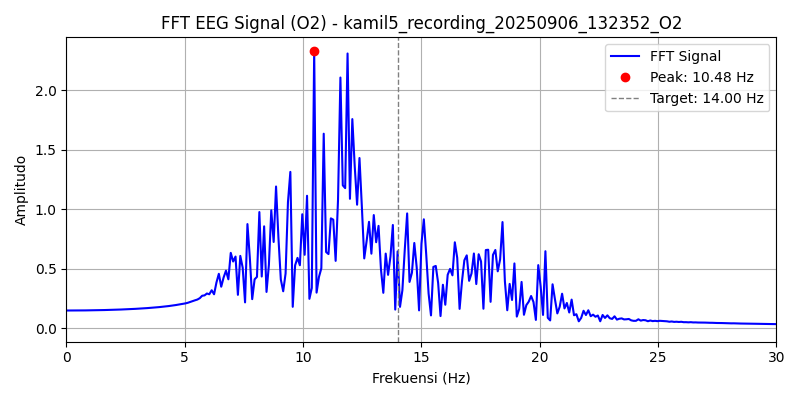 FFT EEG Signal (O2) - kamil5_recording_20250906_132352_O2
FFT Signal
Peak: 10.48 Hz
Target: 14.00 Hz
Amplitudo
2.0
1.5
1.0
0.5
0.0
0 5 10 15 20 25 30
Frekuensi (Hz)